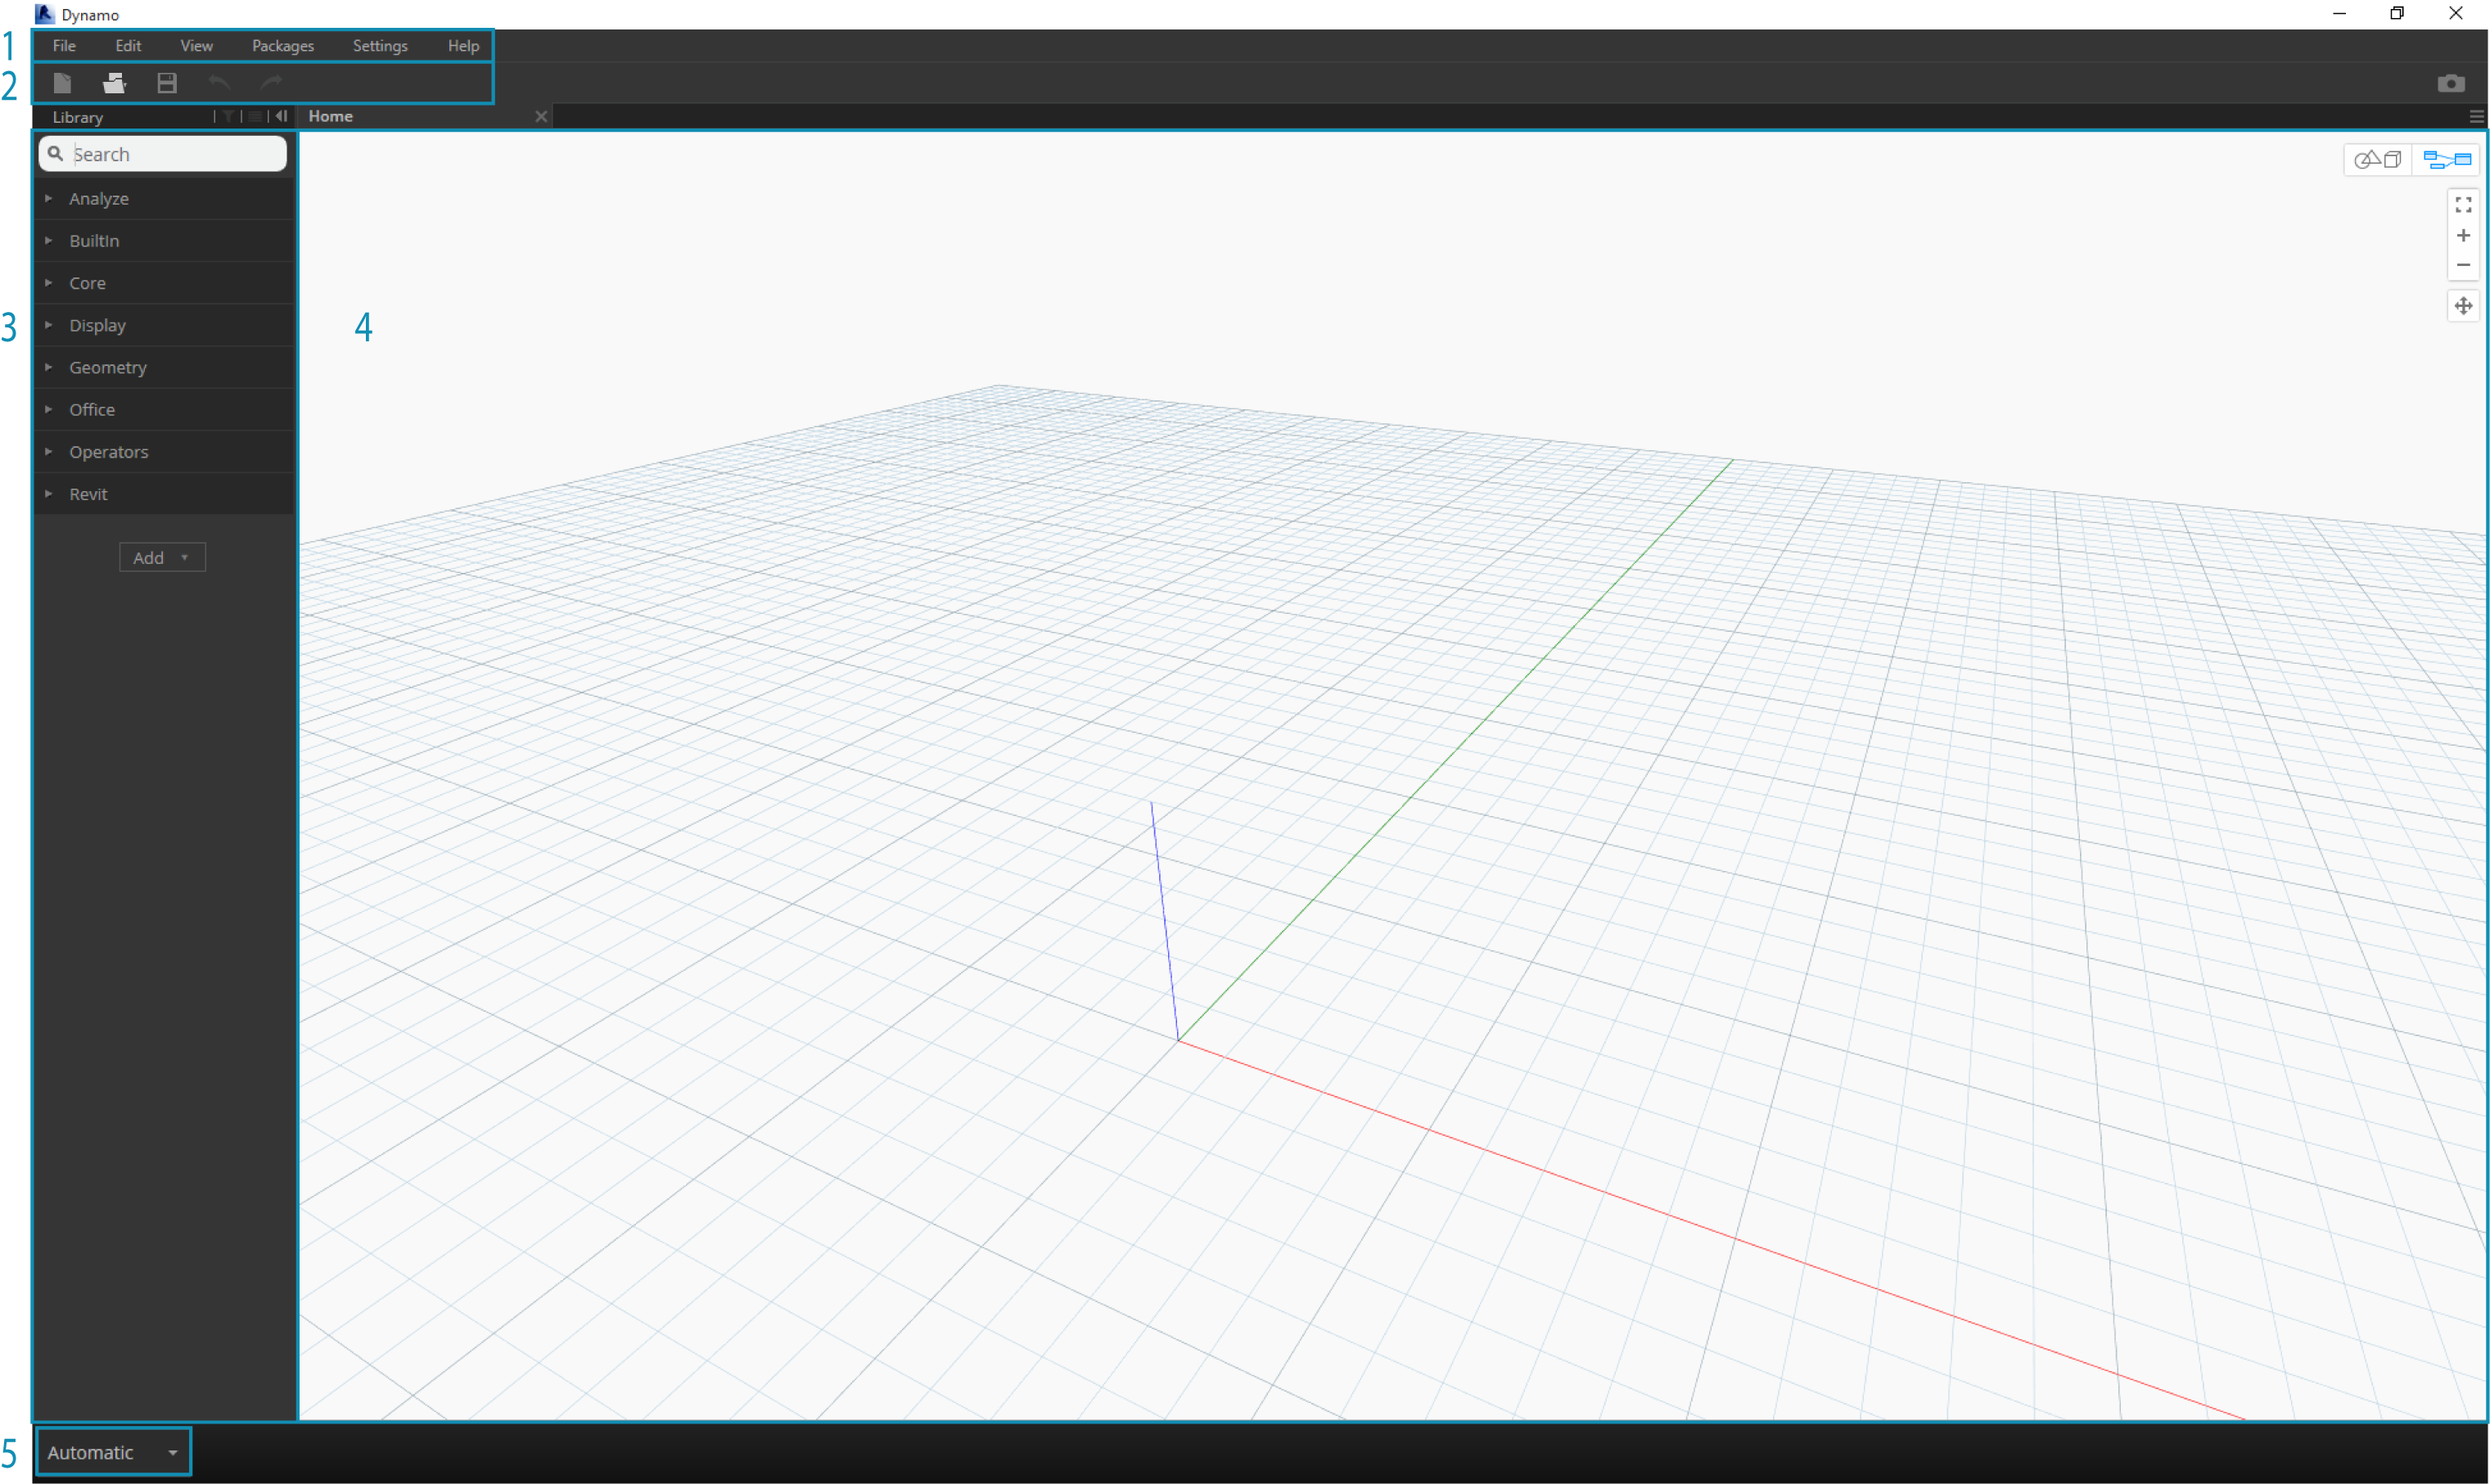 Dynamo
1
File Edit View Packages Settings Help
2
Library Home
Search
Analyze
BuiltIn
Core
3 Display 4
Geometry
Office
Operators
Revit
Add
5 Automatic